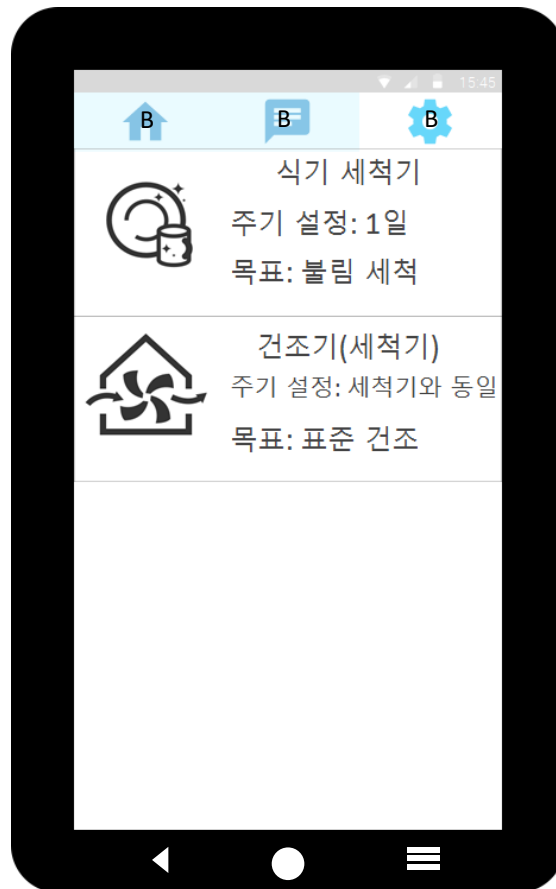 15:45
B B B
식기 세척기
주기 설정: 1일
목표: 불림 세척
건조기(세척기)
주기 설정: 세척기와 동일
목표: 표준 건조